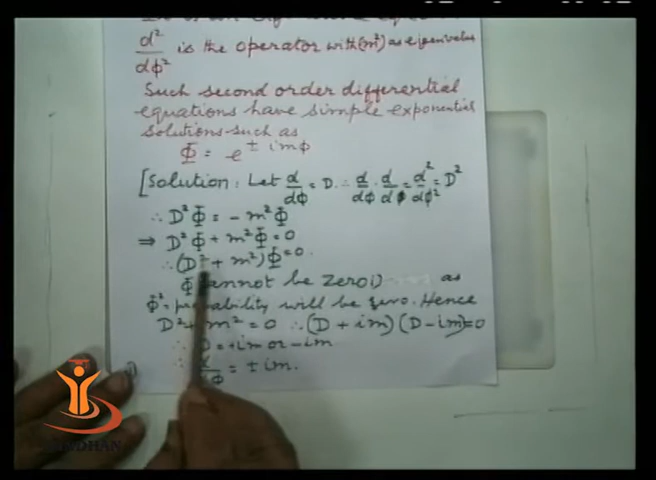 d²/dφ² is the operator with (m²) as eigenvalue
Such second order differential
equations have simple exponential
solutions such as
Φ = e^± imφ
[Solution: Let d/dφ = D. ∴ d/dφ · d/dφ = d²/dφ² = D²
∴ D²Φ = - m²Φ
⇒ D²Φ + m²Φ = 0
∴ (D² + m²)Φ = 0.
Φ cannot be zero as
Φ² = probability will be zero. Hence
D² + m² = 0 ∴ (D + im) (D - im) = 0
D = +im or - im
= ± im.